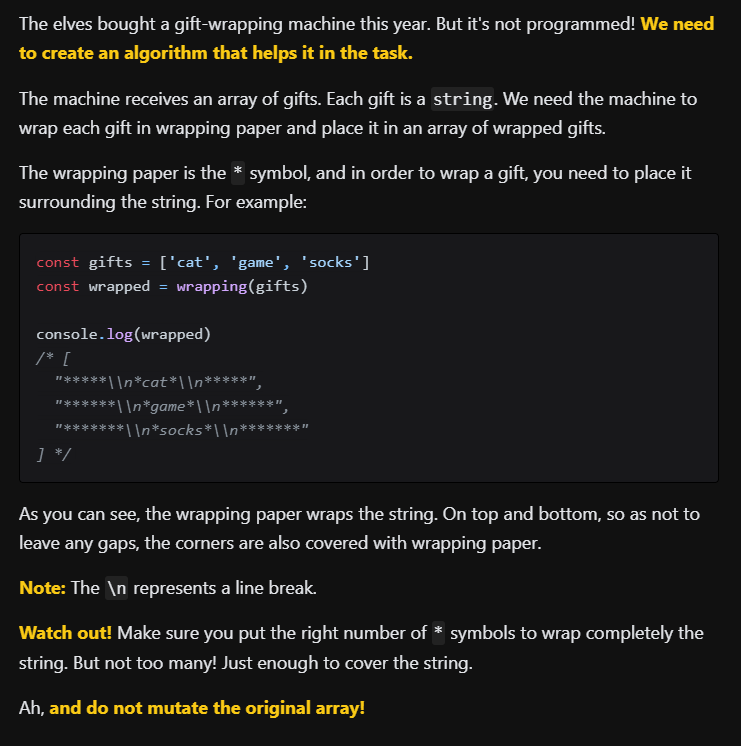 The elves bought a gift-wrapping machine this year. But it's not programmed! We need
to create an algorithm that helps it in the task.
The machine receives an array of gifts. Each gift is a string. We need the machine to
wrap each gift in wrapping paper and place it in an array of wrapped gifts.
The wrapping paper is the * symbol, and in order to wrap a gift, you need to place it
surrounding the string. For example:
const gifts = ['cat', 'game', 'socks']
const wrapped = wrapping(gifts)
console.log(wrapped)
/* [
"*****\\n*cat*\\n*****",
"******\\n*game*\\n******",
"*******\\n*socks*\\n*******"
] */
As you can see, the wrapping paper wraps the string. On top and bottom, so as not to
leave any gaps, the corners are also covered with wrapping paper.
Note: The \n represents a line break.
Watch out! Make sure you put the right number of * symbols to wrap completely the
string. But not too many! Just enough to cover the string.
Ah, and do not mutate the original array!